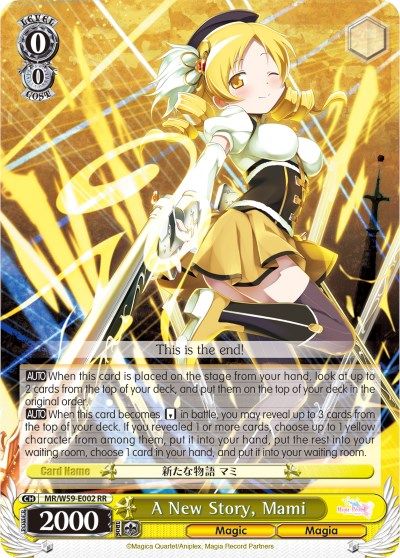 LEVEL
0
0
COST
This is the end!
AUTO When this card is placed on the stage from your hand, look at up to
2 cards from the top of your deck, and put them on the top of your deck in the
original order.
AUTO When this card becomes in battle, you may reveal up to 3 cards from
the top of your deck. If you revealed 1 or more cards, choose up to 1 yellow
character from among them, put it into your hand, put the rest into your
waiting room, choose 1 card in your hand, and put it into your waiting room.
Card Name
新たな物語 マミ
CH MR/W59-E002 RR
A New Story, Mami
POWER
2000
SOUL
Magic
Magia
©Magica Quartet/Aniplex, Magia Record Partners